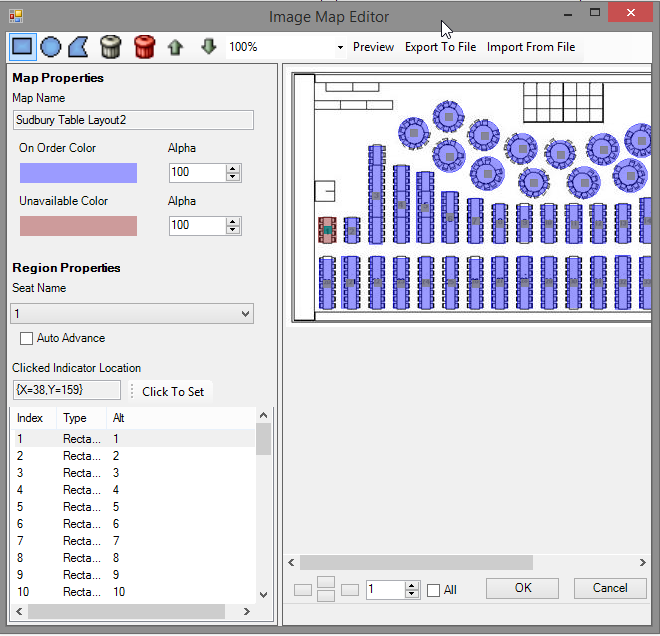 Image Map Editor
100% Preview Export To File Import From File
Map Properties
Map Name
Sudbury Table Layout2
On Order Color Alpha
100
Unavailable Color Alpha
100
Region Properties
Seat Name
1
Auto Advance
Clicked Indicator Location
{X=38,Y=159} Click To Set
Index Type Alt
1 Recta... 1
2 Recta... 2
3 Recta... 3
4 Recta... 4
5 Recta... 5
6 Recta... 6
7 Recta... 7
8 Recta... 8
9 Recta... 9
10 Recta... 10
1 All OK Cancel